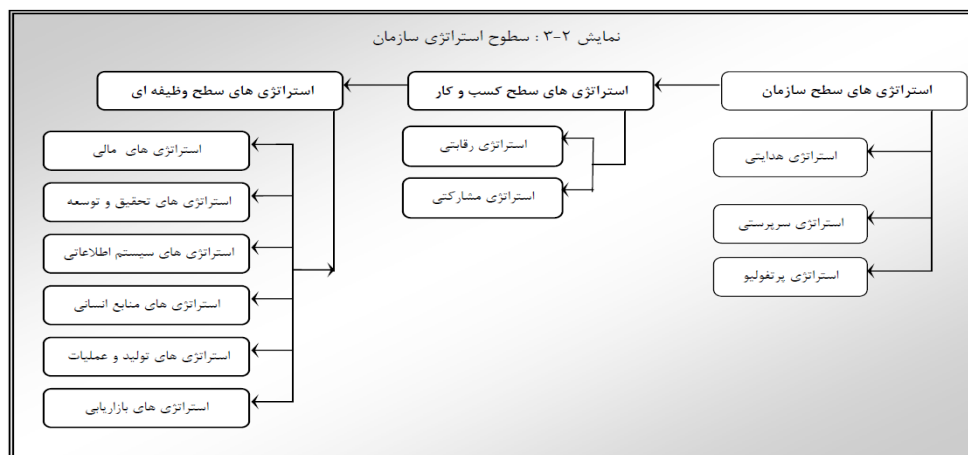 نمایش ۲-۳ : سطوح استراتژی سازمان
استراتژی های سطح سازمان
استراتژی هدایتی
استراتژی سرپرستی
استراتژی پرتفولیو
استراتژی های سطح کسب و کار
استراتژی رقابتی
استراتژی مشارکتی
استراتژی های سطح وظیفه ای
استراتژی های مالی
استراتژی های تحقیق و توسعه
استراتژی های سیستم اطلاعاتی
استراتژی های منابع انسانی
استراتژی های تولید و عملیات
استراتژی های بازاریابی